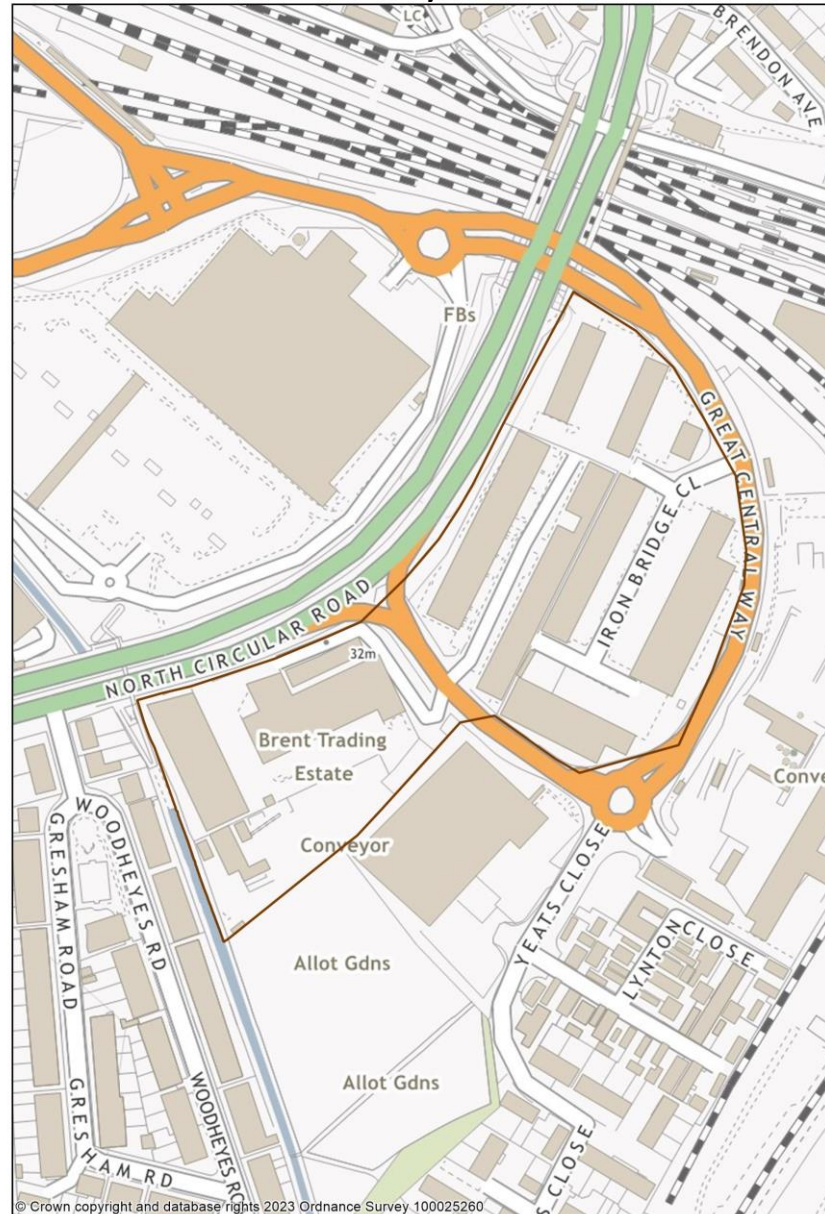 LC
BRENDON AVE
FBs
GREAT CENTRAL WAY
IRON BRIDGE CL
NORTH CIRCULAR ROAD
32m
Brent Trading
Estate
Conve
Conveyor
WOODHEYES RD
GRESHAM ROAD
YEATS CLOSE
LYNTON CLOSE
Allot Gdns
Allot Gdns
WOODHEYES RO
GRESHAM RD
S CLOSE
© Crown copyright and database rights 2023 Ordnance Survey 100025260